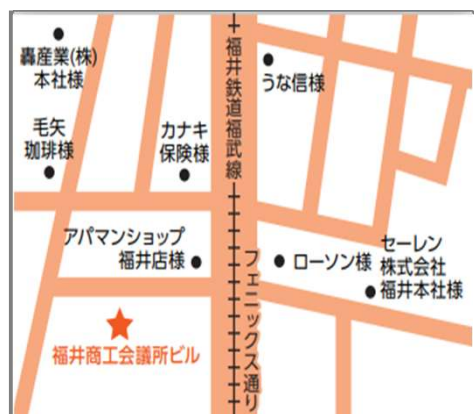 轟産業(株)
本社様
毛矢
珈琲様
カナキ
保険様
福井鉄道福武線
うな信様
アパマンショップ
福井店様
フェニックス通り
ローソン様
セーレン
株式会社
福井本社様
福井商工会議所ビル